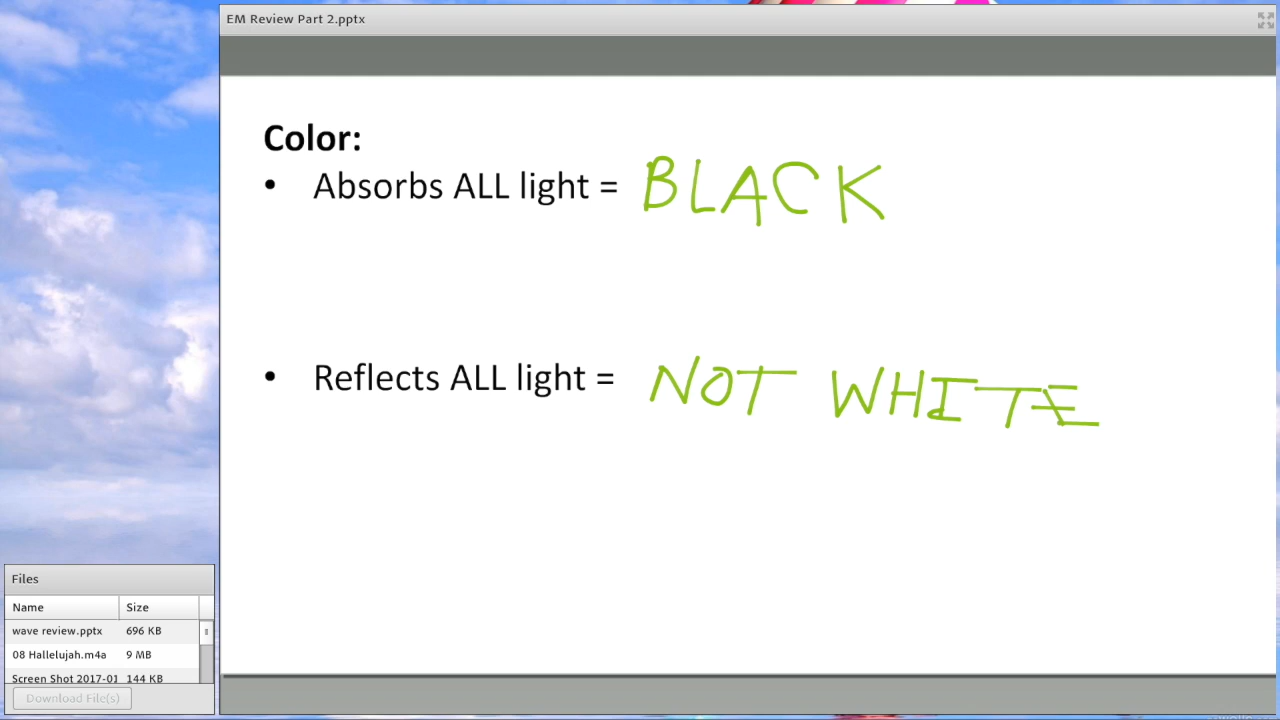 EM Review Part 2.pptx
Color:
• Absorbs ALL light = BLACK
• Reflects ALL light = NOT WHITE
Files
Name Size
wave review.pptx 696 KB
08 Hallelujah.m4a 9 MB
Screen Shot 2017-01 144 KB
Download File(s)